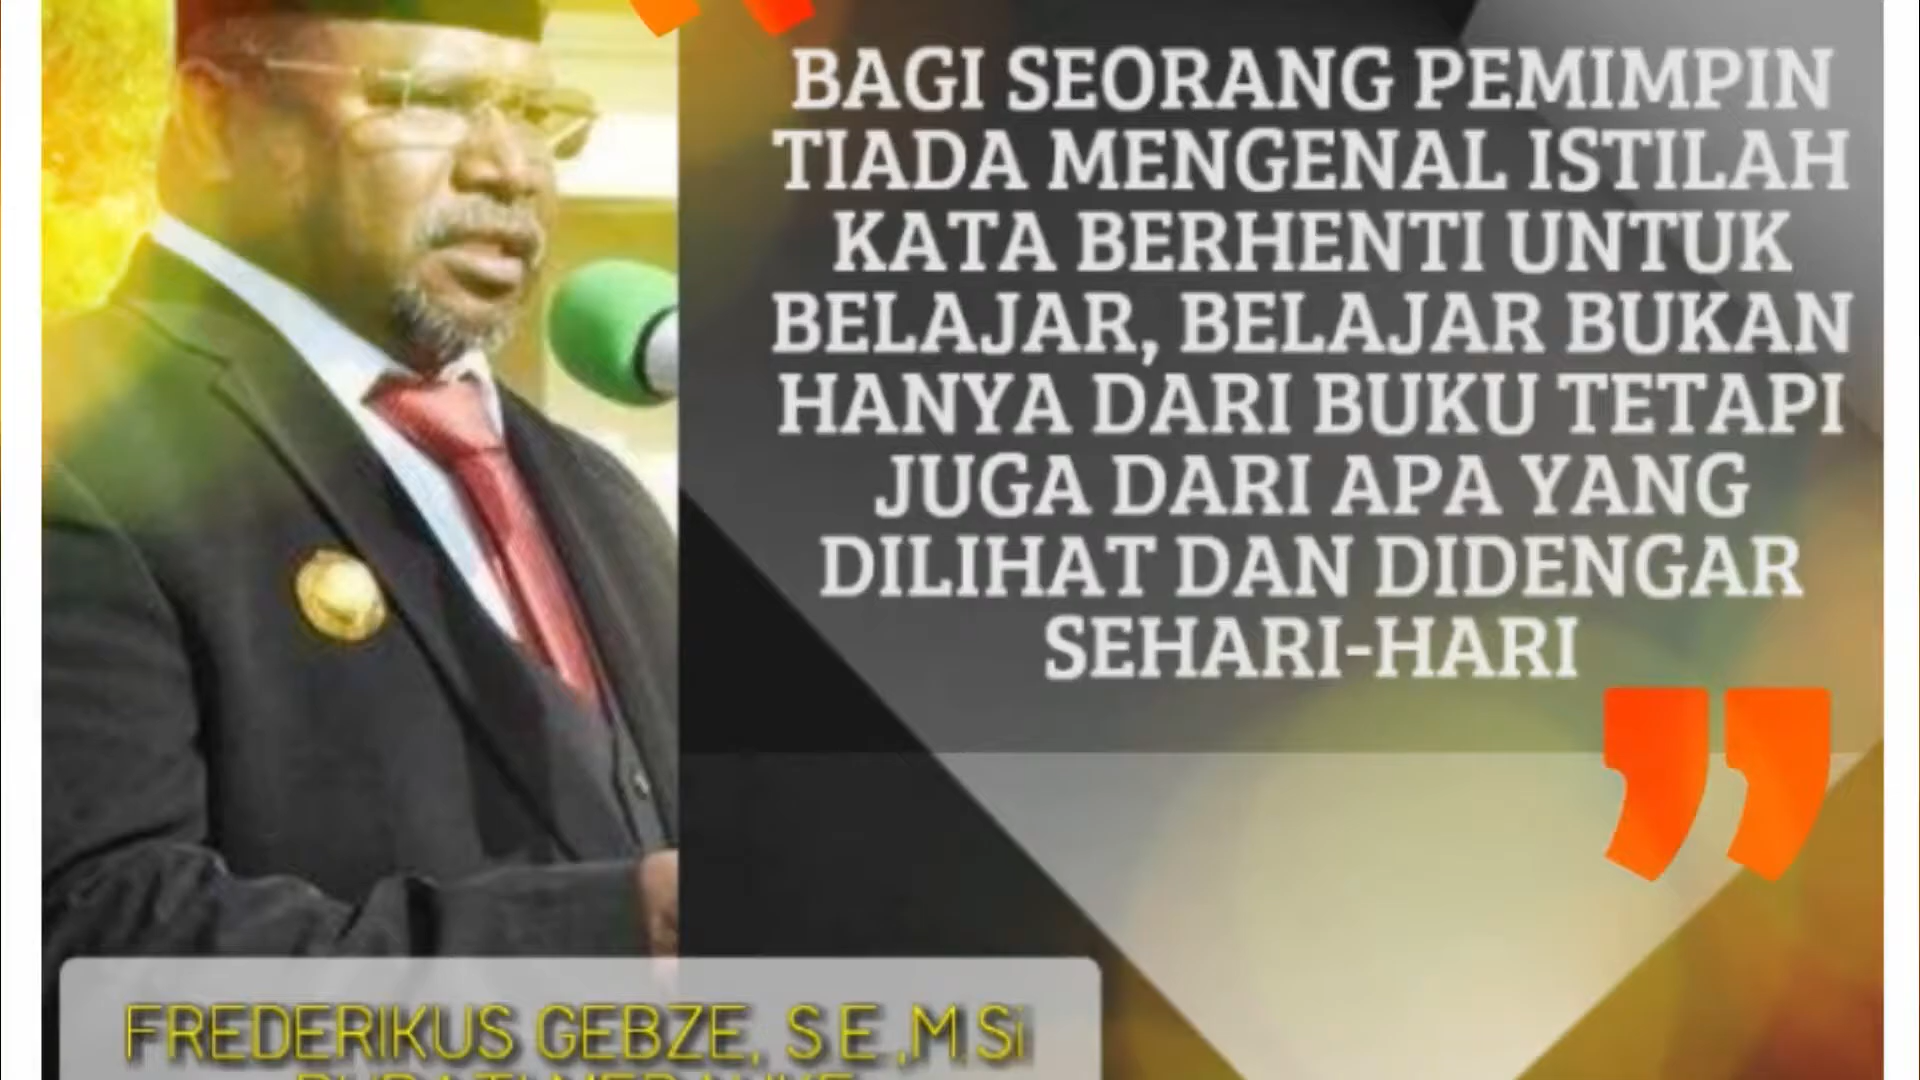 BAGI SEORANG PEMIMPIN
TIADA MENGENAL ISTILAH
KATA BERHENTI UNTUK
BELAJAR, BELAJAR BUKAN
HANYA DARI BUKU TETAPI
JUGA DARI APA YANG
DILIHAT DAN DIDENGAR
SEHARI-HARI
FREDERIKUS GEBZE, S E ,M Si